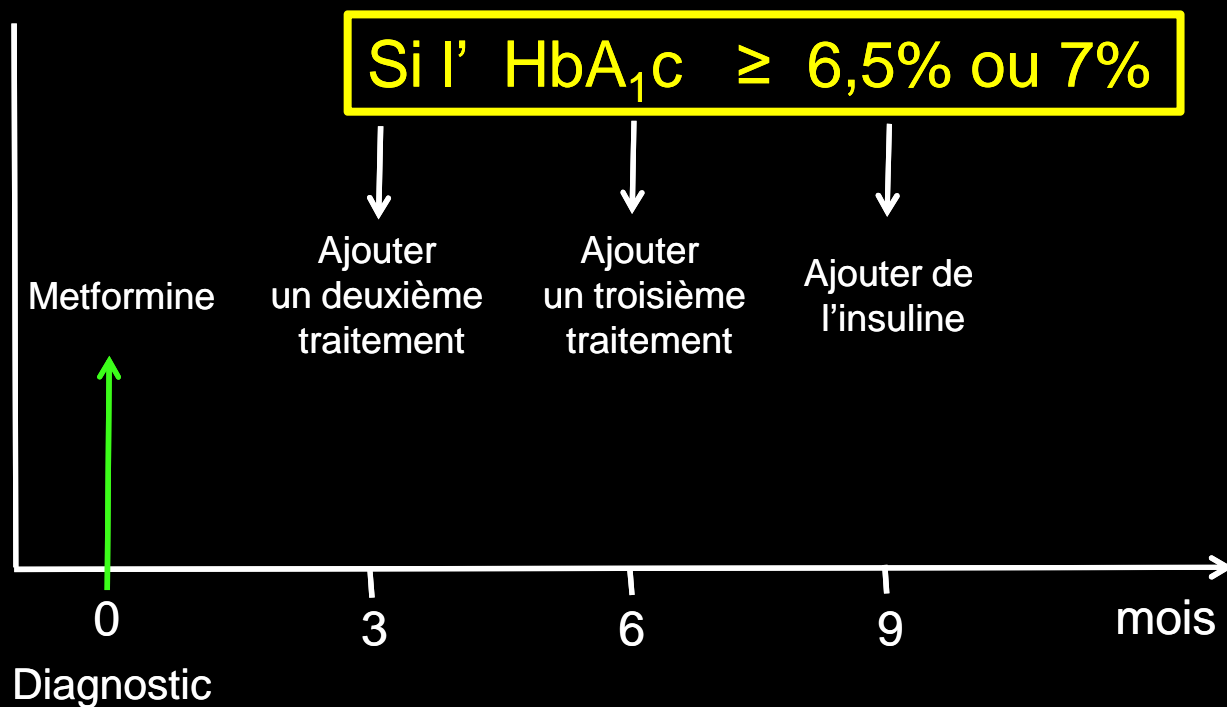 Si l' HbA₁c ≥ 6,5% ou 7%
Metformine
Ajouter
un deuxième
traitement
Ajouter
un troisième
traitement
Ajouter de
l'insuline
0
3
6
9
mois
Diagnostic